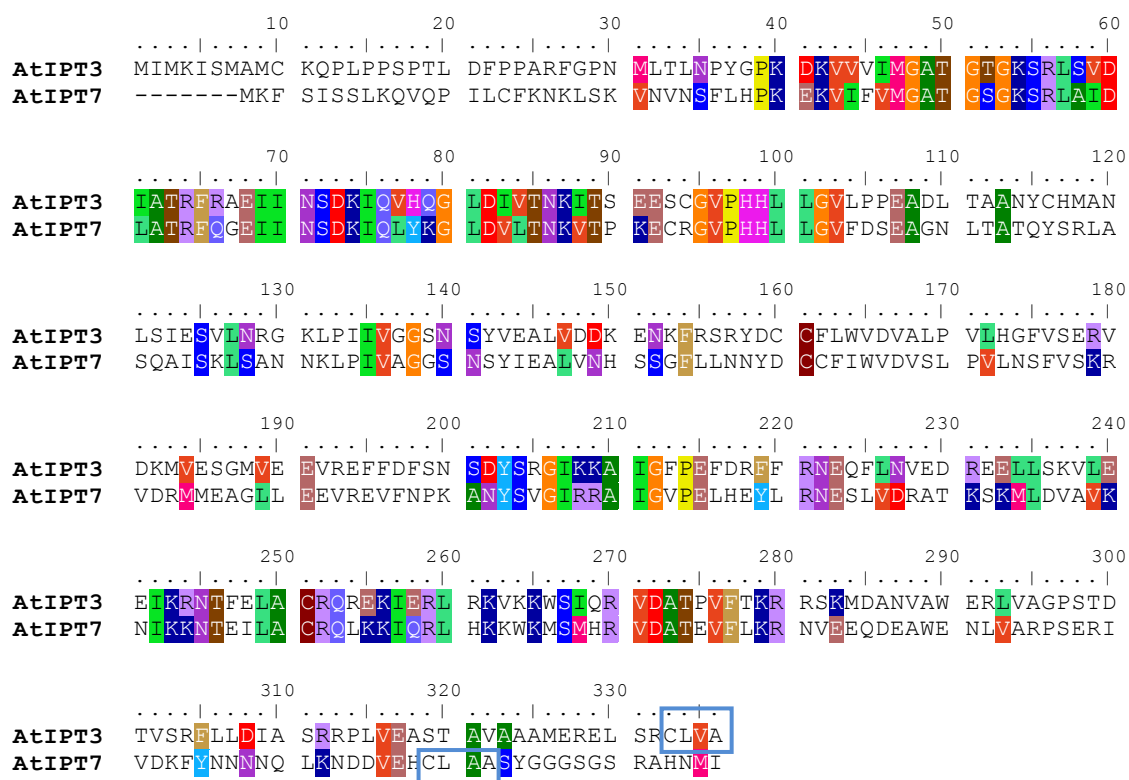 10 20 30 40 50 60
....|....| ....|....| ....|....| ....|....| ....|....| ....|....|
AtIPT3 MIMKISMAMC KQPLPPSPTL DFPPARFGPN MLTLNPYGPK DKVVVIMGAT GTGKSRLSVD
AtIPT7 -------MKF SISSLKQVQP ILCFKNKLSK VNVNSFLHPK EKVIFVMGAT GSGKSRLAID
70 80 90 100 110 120
....|....| ....|....| ....|....| ....|....| ....|....| ....|....|
AtIPT3 IATRFRAEII NSDKIQVHQG LDIVTNKITS EESCGVPHHL LGVLPPEADL TAANYCHMAN
AtIPT7 LATRFQGEII NSDKIQLYKG LDVLTNKVTP KECRGVPHHL LGVFDSEAGN LTATQYSRLA
130 140 150 160 170 180
....|....| ....|....| ....|....| ....|....| ....|....| ....|....|
AtIPT3 LSIESVLNRG KLPIIVGGSN SYVEALVDDK ENKFRSRYDC CFLWVDVALP VLHGFVSERV
AtIPT7 SQAISKLSAN NKLPIVAGGS NSYIEALVNH SSGFLLNNYD CCFIWVDVSL PVLNSFVSKR
190 200 210 220 230 240
....|....| ....|....| ....|....| ....|....| ....|....| ....|....|
AtIPT3 DKMVESGMVE EVREFFDFSN SDYSRGIKKA IGFPEFDRFF RNEQFLNVED REELLSKVLE
AtIPT7 VDRMMEAGLL EEVREVFNPK ANYSVGIRRA IGVPELHEYL RNESLVDRAT KSKMLDVAVK
250 260 270 280 290 300
....|....| ....|....| ....|....| ....|....| ....|....| ....|....|
AtIPT3 EIKRNTFELA CRQREKIERL RKVKKWSIQR VDATPVFTKR RSKMDANVAW ERLVAGPSTD
AtIPT7 NIKKNTEILA CRQLKKIQRL HKKWKMSMHR VDATEVFLKR NVEEQDEAWE NLVARPSERI
310 320 330
....|....| ....|....| ....|....| ....|..
AtIPT3 TVSRFLLDIA SRRPLVEAST AVAAAMEREL SRCLVA
AtIPT7 VDKFYNNNNQ LKNDDVEHCL AASYGGGSGS RAHNMI